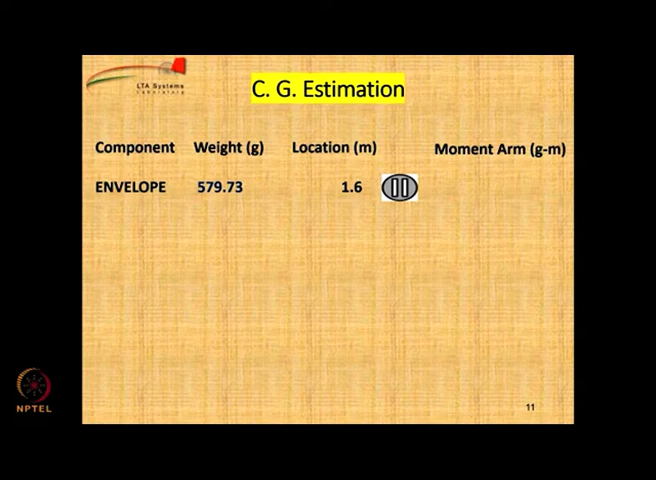 LTA Systems
Laboratory
C. G. Estimation
Component Weight (g) Location (m) Moment Arm (g-m)
ENVELOPE 579.73 1.6
NPTEL
11